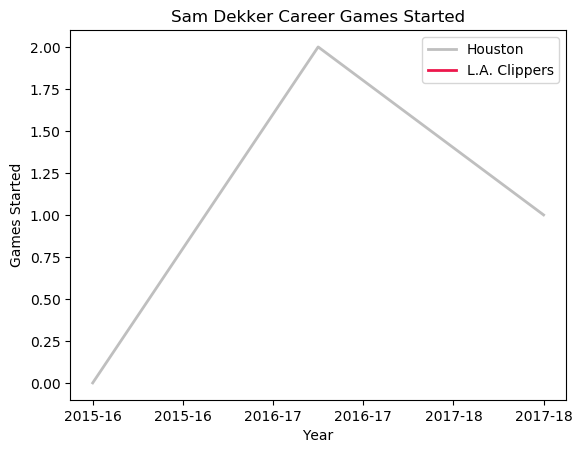 Sam Dekker Career Games Started
Houston
L.A. Clippers
2.00
1.75
1.50
1.25
1.00
0.75
0.50
0.25
0.00
Games Started
2015-16 2015-16 2016-17 2016-17 2017-18 2017-18
Year